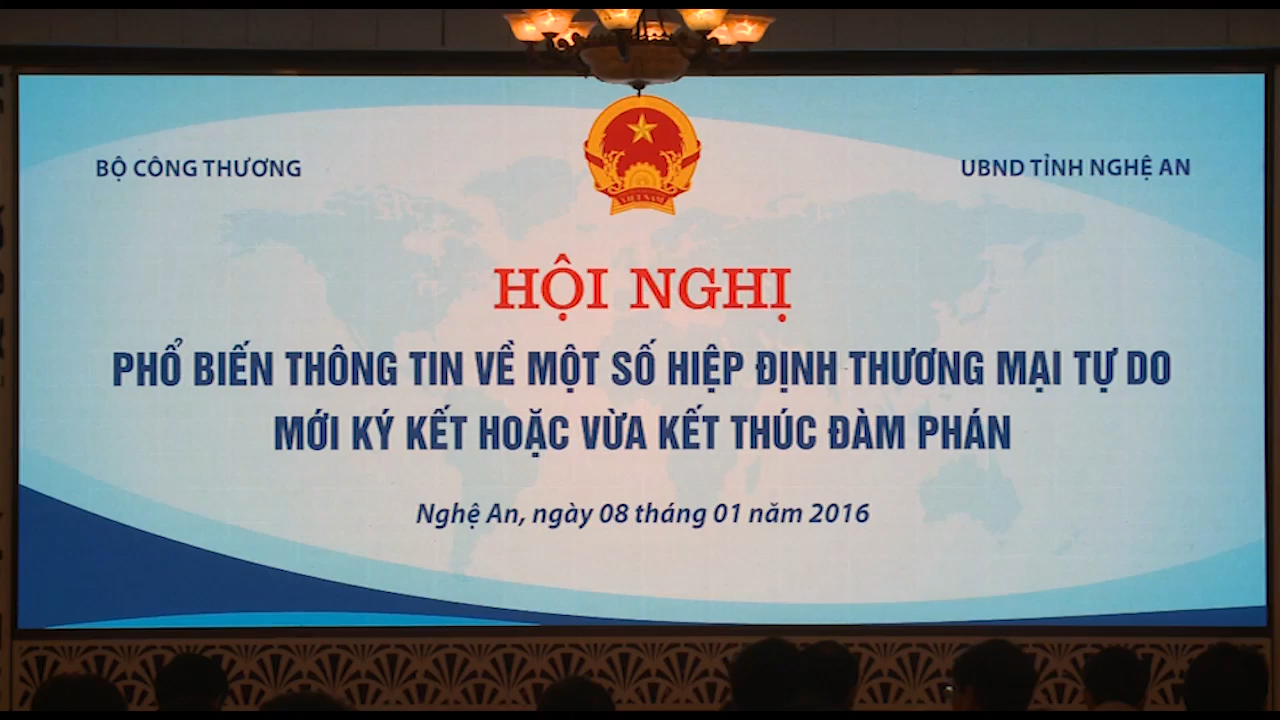 BỘ CÔNG THƯƠNG
UBND TỈNH NGHỆ AN
VIỆT NAM
HỘI NGHỊ
PHỔ BIẾN THÔNG TIN VỀ MỘT SỐ HIỆP ĐỊNH THƯƠNG MẠI TỰ DO
MỚI KÝ KẾT HOẶC VỪA KẾT THÚC ĐÀM PHÁN
Nghệ An, ngày 08 tháng 01 năm 2016